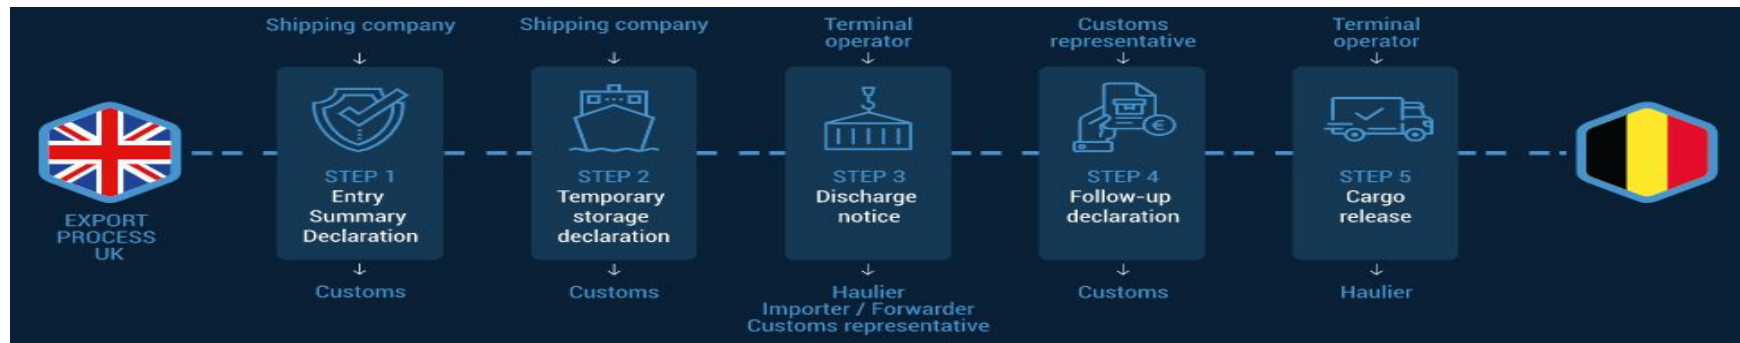 EXPORT
PROCESS
UK
Shipping company
STEP 1
Entry
Summary
Declaration
Customs
Shipping company
STEP 2
Temporary
storage
declaration
Customs
Terminal
operator
STEP 3
Discharge
notice
Haulier
Importer / Forwarder
Customs representative
Customs
representative
STEP 4
Follow-up
declaration
Customs
Terminal
operator
STEP 5
Cargo
release
Haulier